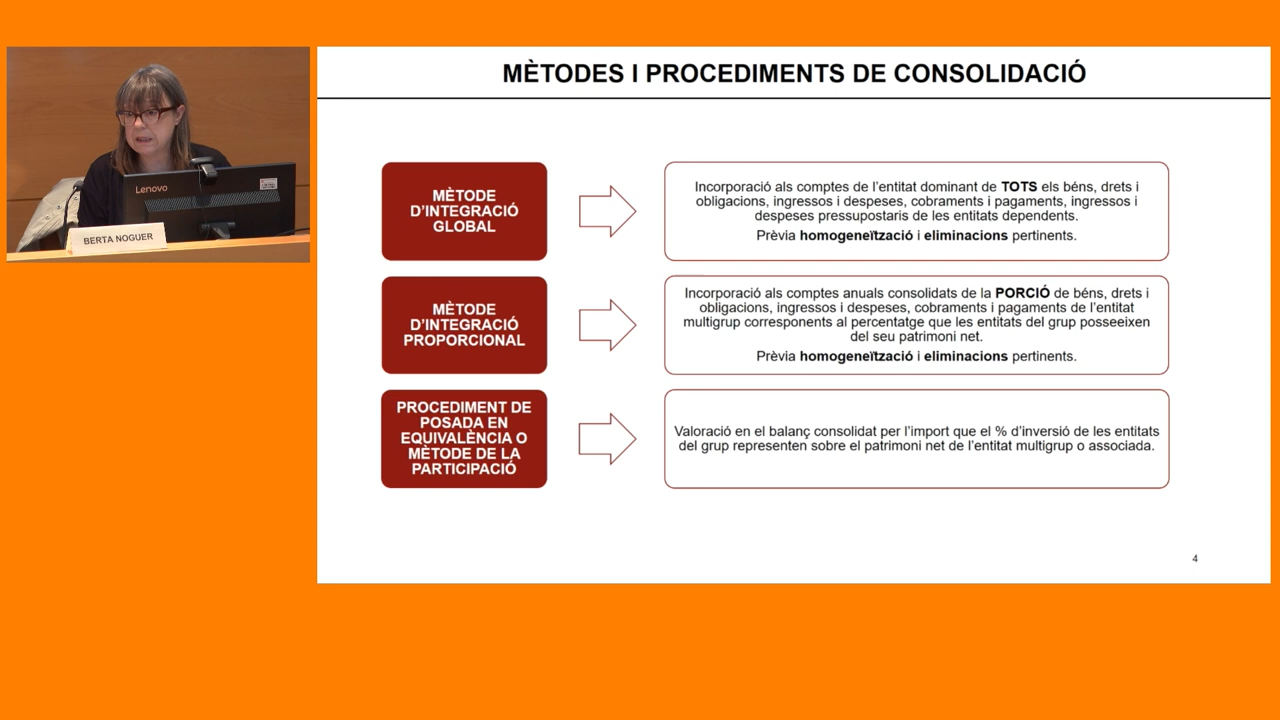 MÈTODES I PROCEDIMENTS DE CONSOLIDACIÓ
Lenovo
BERTA NOGUER
MÈTODE
D'INTEGRACIÓ
GLOBAL
Incorporació als comptes de l'entitat dominant de TOTS els béns, drets i
obligacions, ingressos i despeses, cobraments i pagaments, ingressos i
despeses pressupostaris de les entitats dependents.
Prèvia homogeneïtzació i eliminacions pertinents.
MÈTODE
D'INTEGRACIÓ
PROPORCIONAL
Incorporació als comptes anuals consolidats de la PORCIÓ de béns, drets i
obligacions, ingressos i despeses, cobraments i pagaments de l'entitat
multigrup corresponents al percentatge que les entitats del grup posseeixen
del seu patrimoni net.
Prèvia homogeneïtzació i eliminacions pertinents.
PROCEDIMENT DE
POSADA EN
EQUIVALÈNCIA O
MÈTODE DE LA
PARTICIPACIÓ
Valoració en el balanç consolidat per l'import que el % d'inversió de les entitats
del grup representen sobre el patrimoni net de l'entitat multigrup o associada.
4